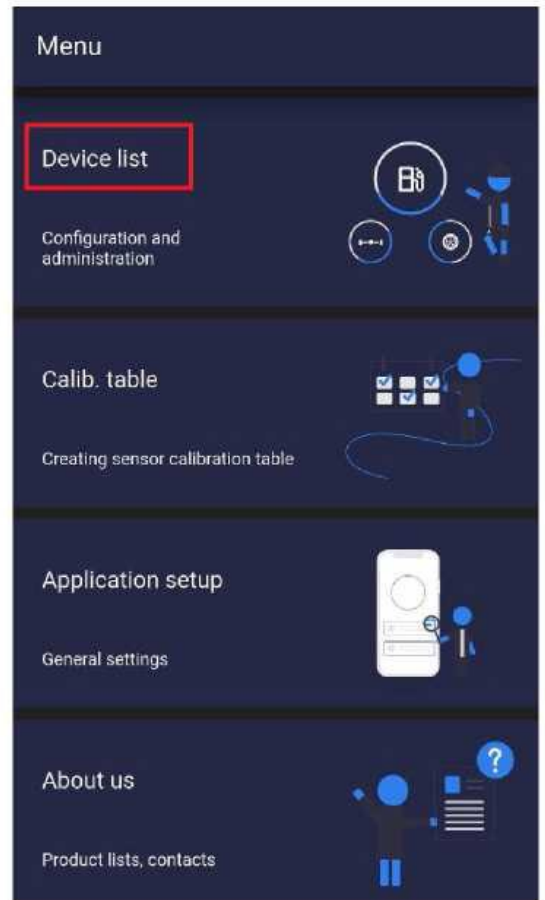 Menu
Device list
Configuration and
administration
Calib. table
Creating sensor calibration table
Application setup
General settings
About us
?
Product lists, contacts